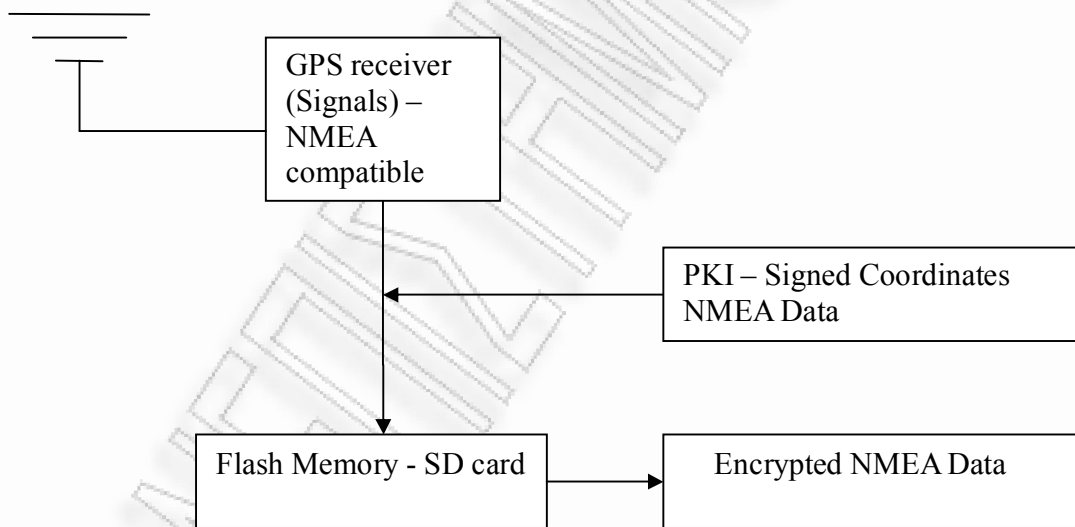 GPS receiver
(Signals) –
NMEA
compatible
PKI – Signed Coordinates
NMEA Data
Flash Memory - SD card
Encrypted NMEA Data